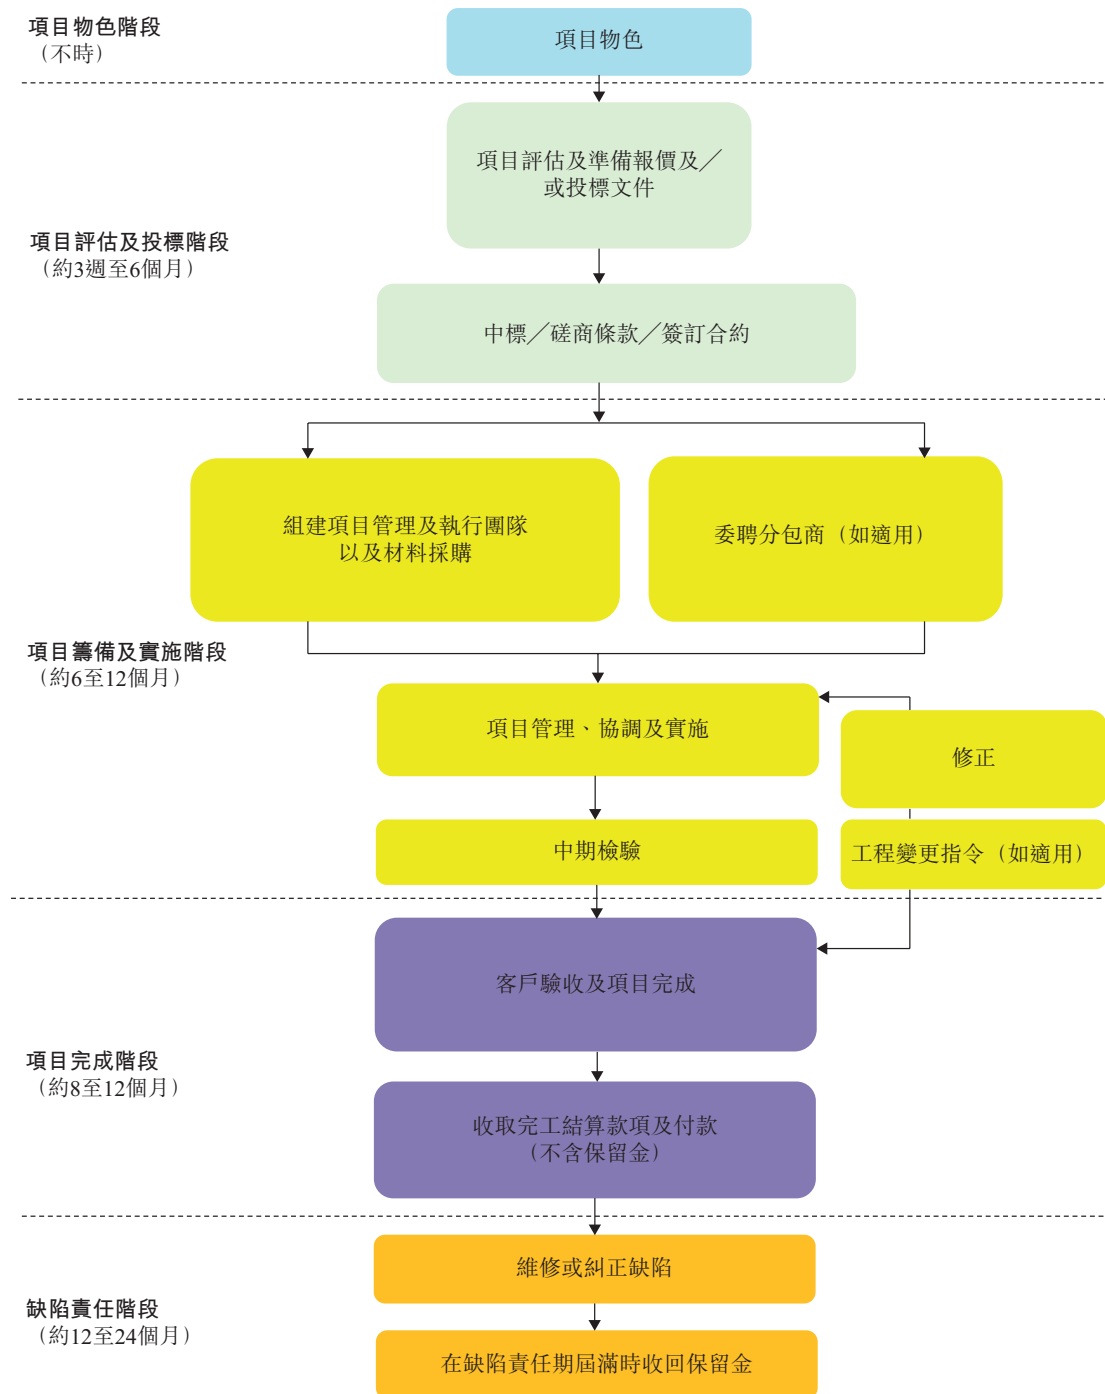 項目物色階段
（不時）
項目物色
項目評估及準備報價及／
或投標文件
項目評估及投標階段
（約3週至6個月）
中標／磋商條款／簽訂合約
組建項目管理及執行團隊
以及材料採購
委聘分包商（如適用）
項目籌備及實施階段
（約6至12個月）
項目管理、協調及實施
修正
中期檢驗
工程變更指令（如適用）
客戶驗收及項目完成
項目完成階段
（約8至12個月）
收取完工結算款項及付款
（不含保留金）
維修或糾正缺陷
缺陷責任階段
（約12至24個月）
在缺陷責任期屆滿時收回保留金